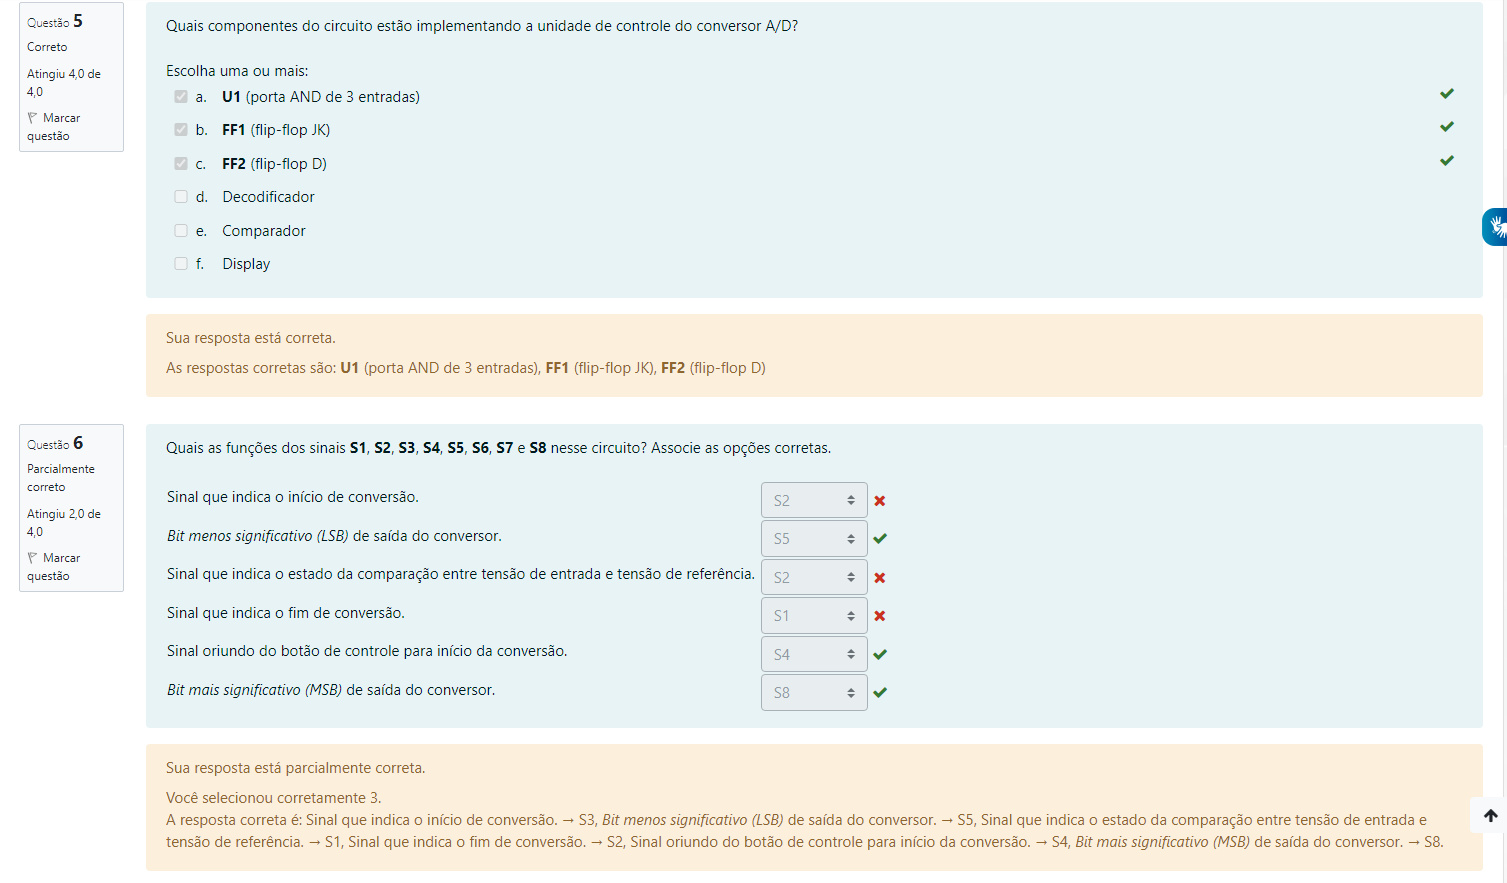 Questão 5
Correto
Atingiu 4,0 de
4,0
Marcar
questão
Quais componentes do circuito estão implementando a unidade de controle do conversor A/D?
Escolha uma ou mais:
a. U1 (porta AND de 3 entradas)
b. FF1 (flip-flop JK)
c. FF2 (flip-flop D)
d. Decodificador
e. Comparador
f. Display
Sua resposta está correta.
As respostas corretas são: U1 (porta AND de 3 entradas), FF1 (flip-flop JK), FF2 (flip-flop D)
Questão 6
Parcialmente
correto
Atingiu 2,0 de
4,0
Marcar
questão
Quais as funções dos sinais S1, S2, S3, S4, S5, S6, S7 e S8 nesse circuito? Associe as opções corretas.
Sinal que indica o início de conversão. S2
Bit menos significativo (LSB) de saída do conversor. S5
Sinal que indica o estado da comparação entre tensão de entrada e tensão de referência. S2
Sinal que indica o fim de conversão. S1
Sinal oriundo do botão de controle para início da conversão. S4
Bit mais significativo (MSB) de saída do conversor. S8
Sua resposta está parcialmente correta.
Você selecionou corretamente 3.
A resposta correta é: Sinal que indica o início de conversão. → S3, Bit menos significativo (LSB) de saída do conversor. → S5, Sinal que indica o estado da comparação entre tensão de entrada e
tensão de referência. → S1, Sinal que indica o fim de conversão. → S2, Sinal oriundo do botão de controle para início da conversão. → S4, Bit mais significativo (MSB) de saída do conversor. → S8.